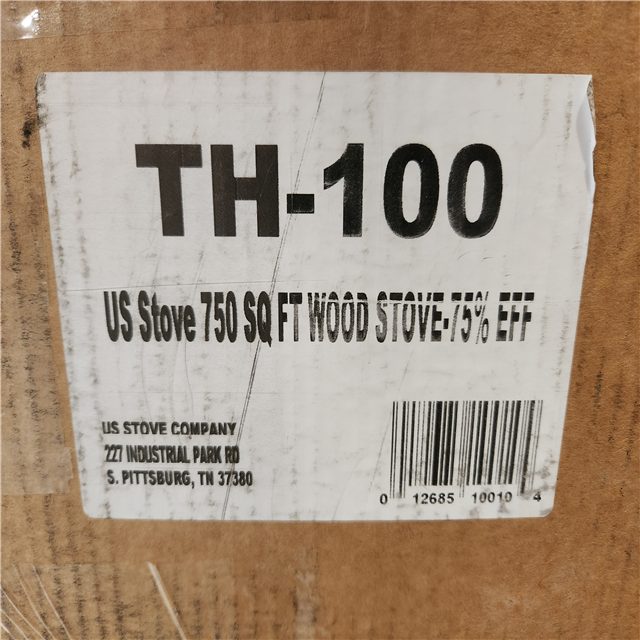 TH-100
US Stove 750 SQ FT WOOD STOVE-75% EFF
US STOVE COMPANY
227 INDUSTRIAL PARK RD
S. PITTSBURG, TN 37380
0 12685 10010 4